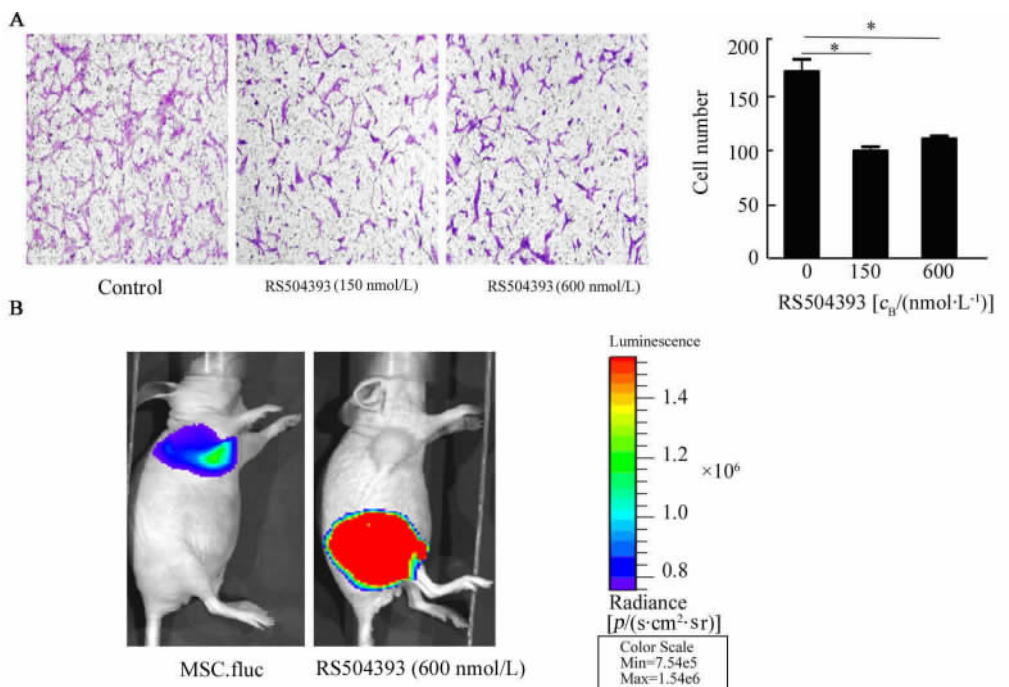 A
Control
RS504393 (150 nmol/L)
RS504393 (600 nmol/L)
Cell number
200
150
100
50
0
*
*
0 150 600
RS504393 [c_B/(nmol·L⁻¹)]
B
MSC.fluc
RS504393 (600 nmol/L)
Luminescence
1.4
1.2
1.0
0.8
×10⁶
Radiance
[p/(s·cm²·sr)]
Color Scale
Min=7.54e5
Max=1.54e6